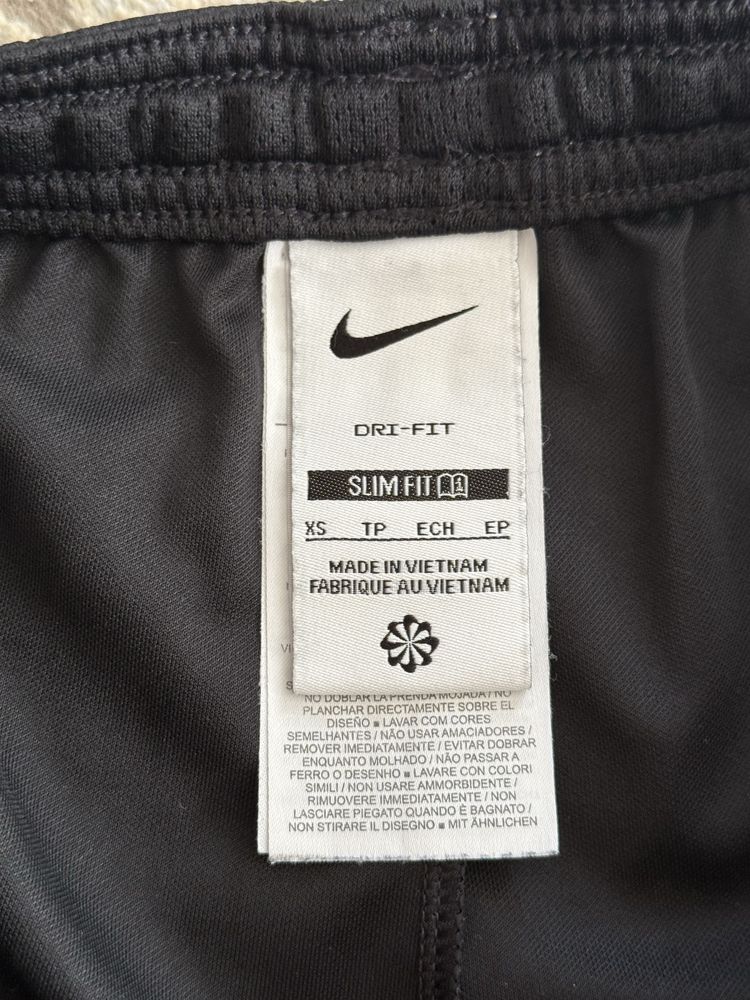 DRI-FIT
SLIM FIT
XS TP ECH EP
MADE IN VIETNAM
FABRIQUE AU VIETNAM
NO DOBLAR LA PRENDA MOJADA / NO
PLANCHAR DIRECTAMENTE SOBRE EL
DISEÑO ■ LAVAR COM CORES
SEMELHANTES / NÃO USAR AMACIADORES /
REMOVER IMEDIATAMENTE / EVITAR DOBRAR
ENQUANTO MOLHADO / NÃO PASSAR A
FERRO O DESENHO ■ LAVARE CON COLORI
SIMILI / NON USARE AMMORBIDENTE /
RIMUOVERE IMMEDIATAMENTE / NON
LASCIARE PIEGATO QUANDO È BAGNATO /
NON STIRARE IL DISEGNO ■ MIT ÄHNLICHEN